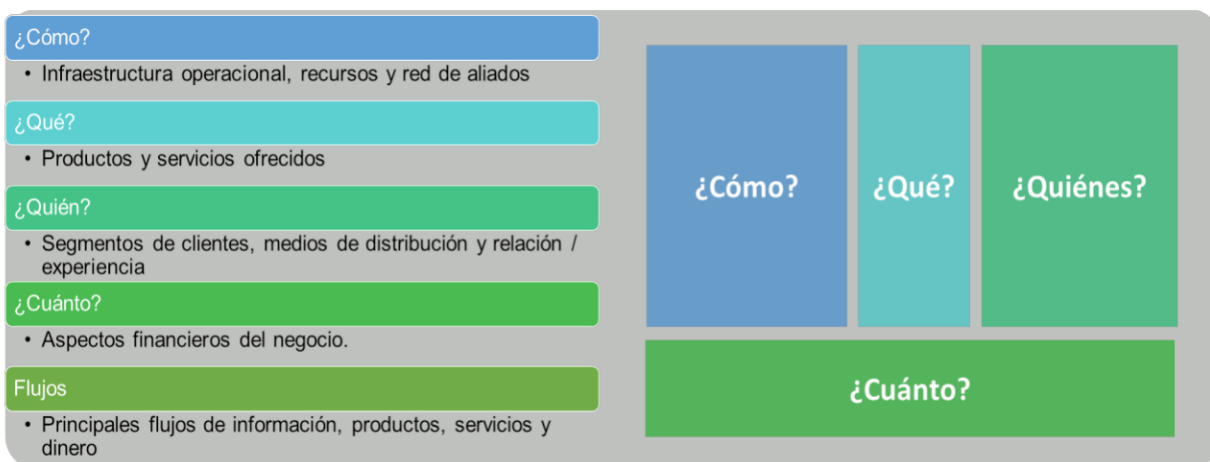 ¿Cómo?
• Infraestructura operacional, recursos y red de aliados
¿Qué?
• Productos y servicios ofrecidos
¿Quién?
• Segmentos de clientes, medios de distribución y relación /
experiencia
¿Cuánto?
• Aspectos financieros del negocio.
Flujos
• Principales flujos de información, productos, servicios y
dinero
¿Cómo?
¿Qué?
¿Quiénes?
¿Cuánto?